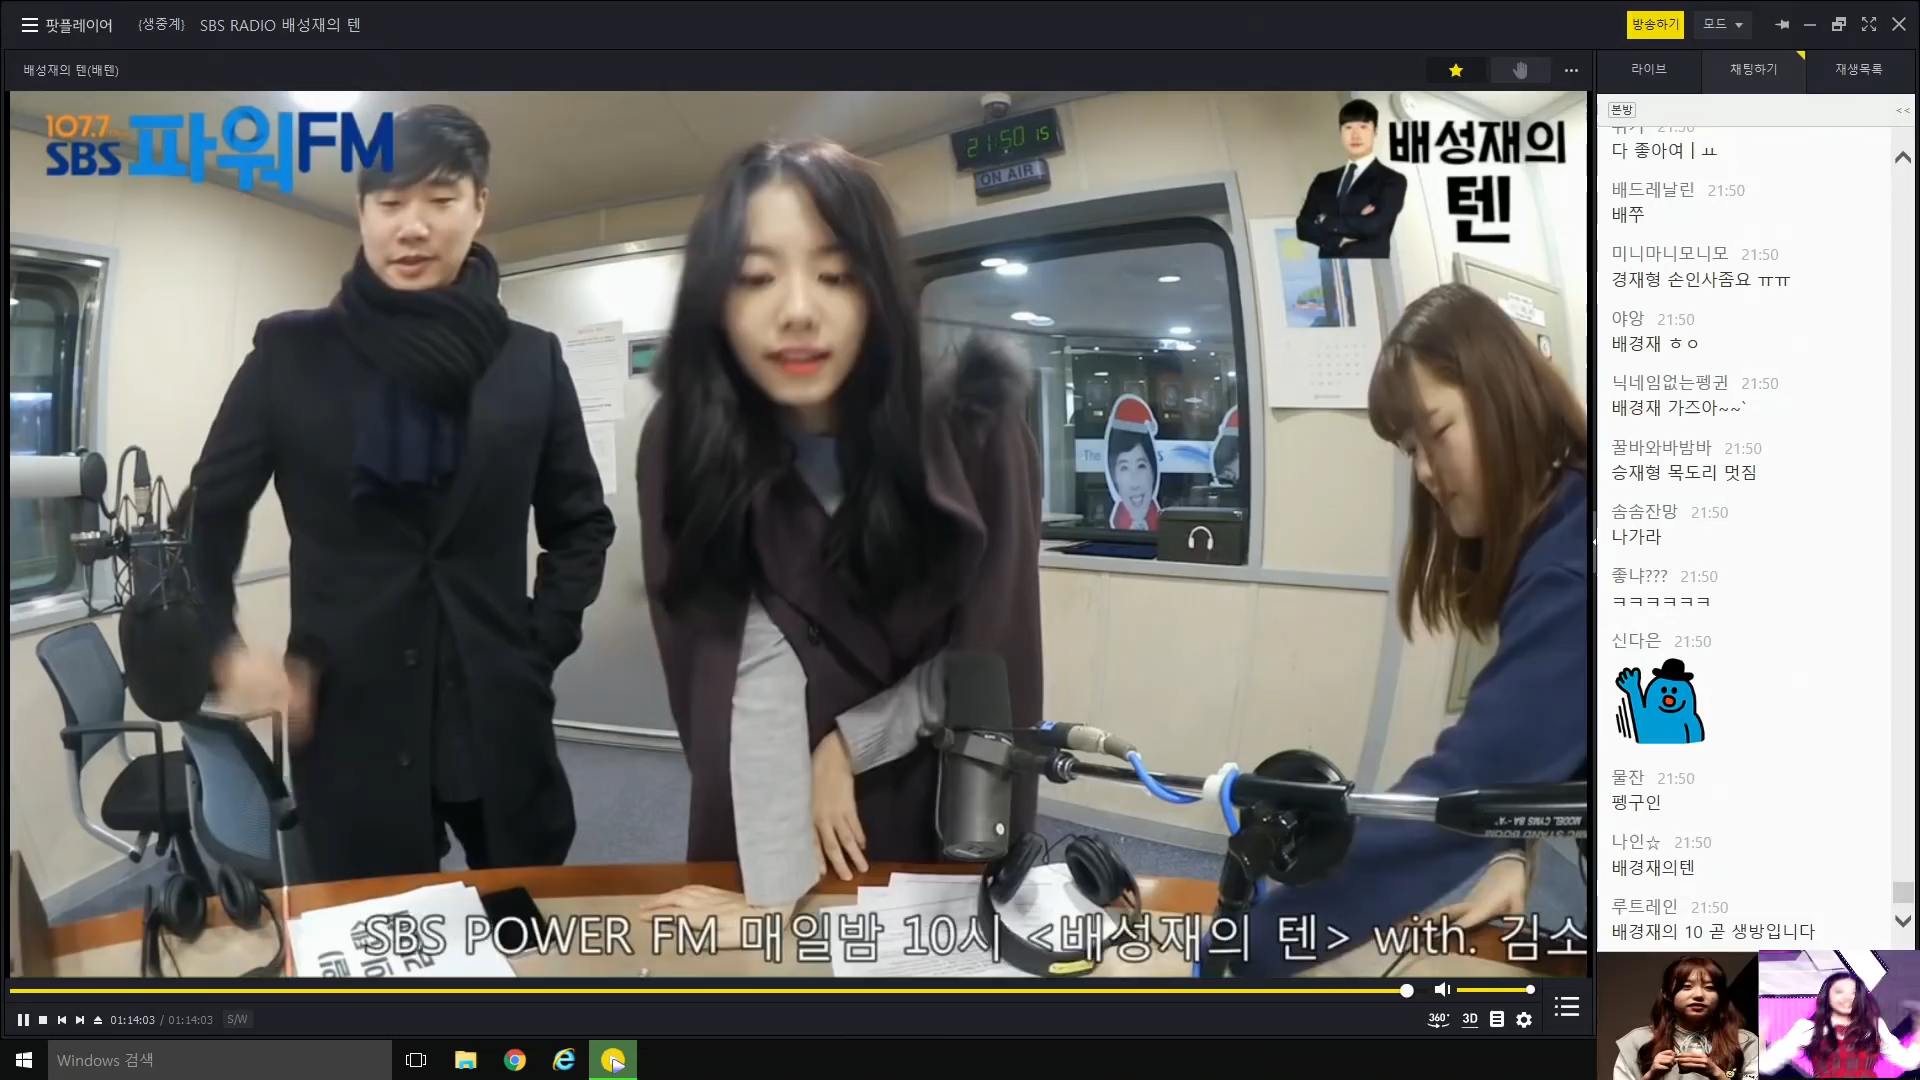 팟플레이어
{생중계}
SBS RADIO 배성재의 텐
방송하기
모드
배성재의 텐(배텐)
라이브
채팅하기
재생목록
본방
<<
107.7
SBS 파워FM
21:50 15
ON AIR
배성재의
텐
21:50
다 좋아여 | ㅛ
배드레날린 21:50
배쮸
미니마니모니모 21:50
경재형 손인사좀요 ㅠㅠ
야앙 21:50
배경재 ㅎㅇ
닉네임없는펭귄 21:50
배경재 가즈아~~`
꿀바와바밤바 21:50
승재형 목도리 멋짐
솜솜잔망 21:50
나가라
좋냐??? 21:50
ㅋㅋㅋㅋㅋㅋ
신다은 21:50
물잔 21:50
펭구인
나인☆ 21:50
배경재의텐
루트레인 21:50
배경재의 10 곧 생방입니다
The
SBS POWER FM 매일밤 10시 <배성재의 텐> with. 김소
01:14:03 / 01:14:03
S/W
360°
3D
Windows 검색